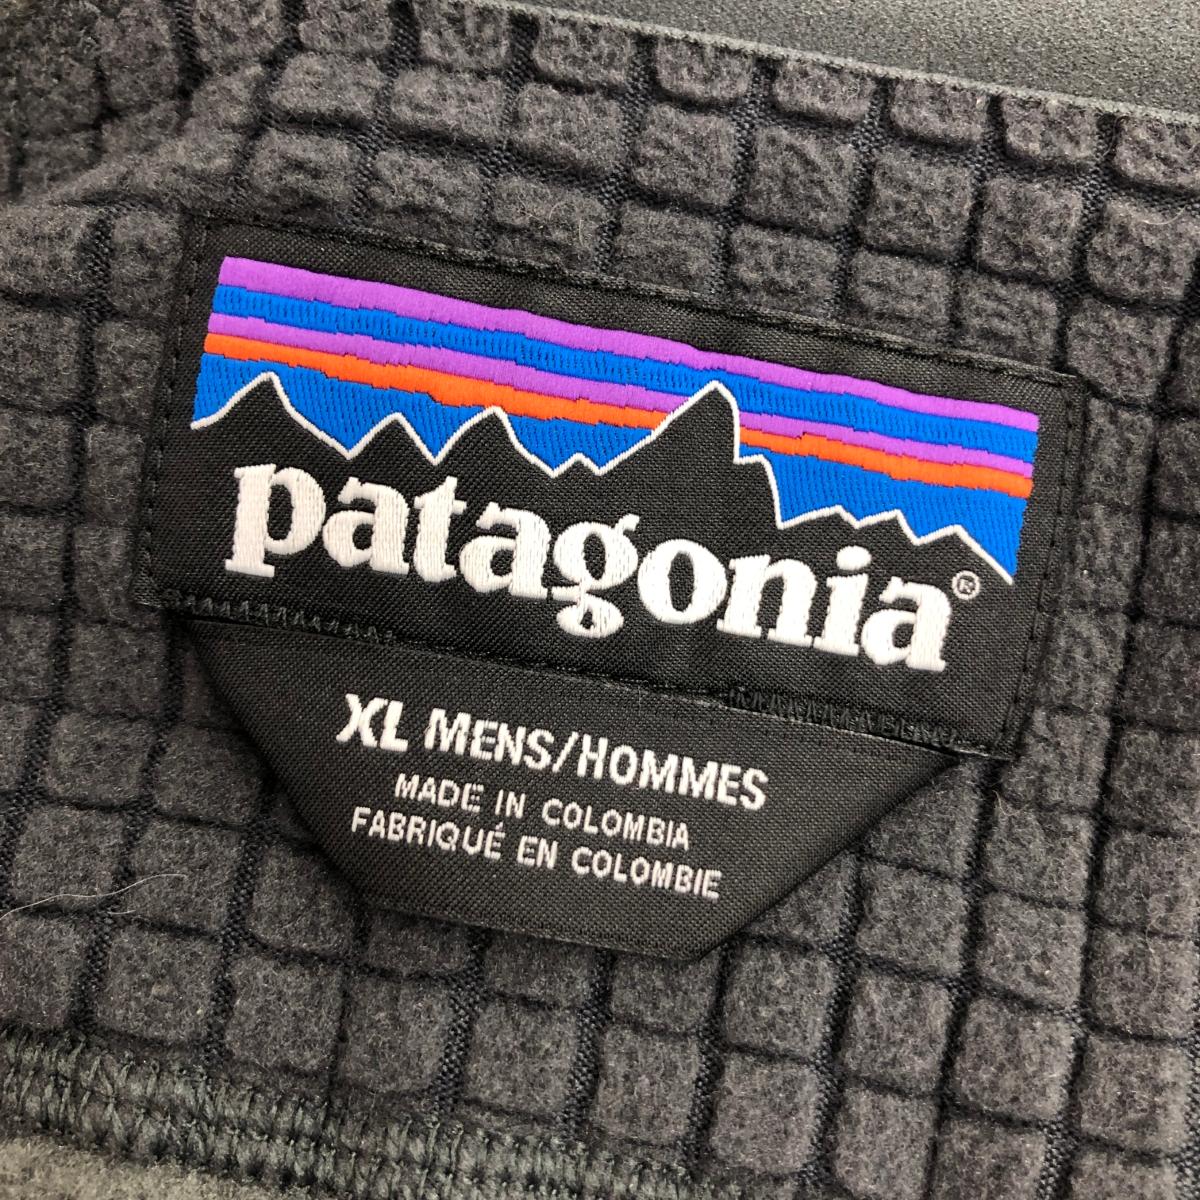 patagonia®
XL MENS/HOMMES
MADE IN COLOMBIA
FABRIQUÉ EN COLOMBIE